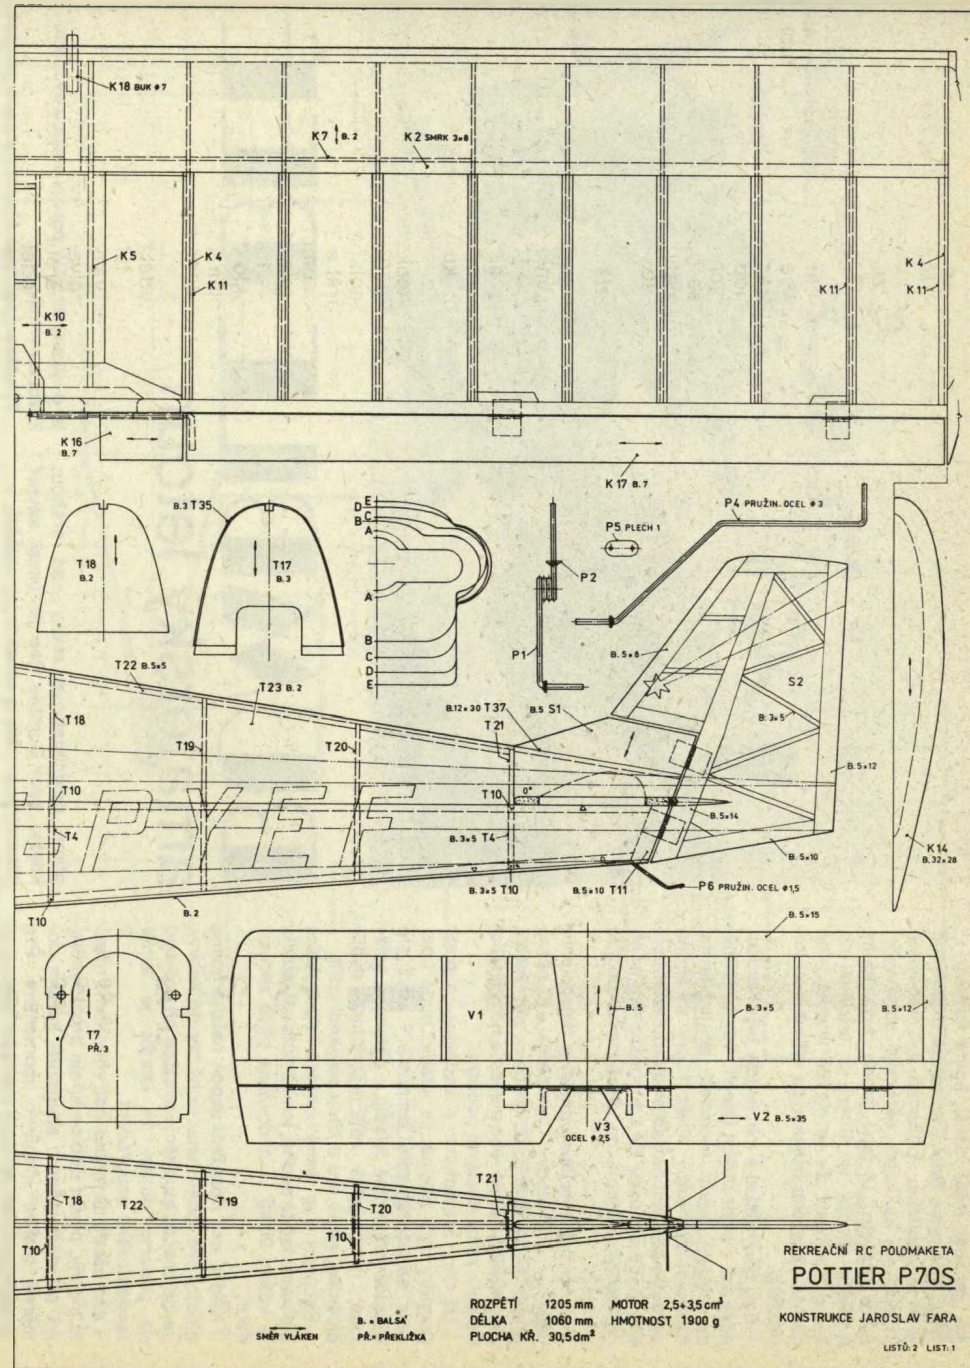 K18 BUK ø7
K7 B. 2
K2 SMRK 3×8
K5
K4
K11
K4
K11
K11
K10
B. 2
K16
B. 7
K17 B.7
B.3 T35
T18
B.2
T17
B.3
E
D
C
B
A
A
B
C
D
E
P4 PRUŽIN. OCEL ø3
P5 PLECH 1
P2
P1
T22 B.5×5
T23 B.2
B.12×30 T37
B.5 S1
B.5×8
S2
B.3×5
T18
T19
T20
T21
T10
T10
0°
T4
B.3×5 T4
B.5×12
B.5×14
PYEF
K14
B.32×28
B.5×10
B.3×5 T10
B.5×10 T11
P6 PRUŽIN. OCEL ø1,5
T10
B.2
B.5×15
T7
PŘ.3
V1
B.5
B.3×5
B.5×12
V3
OCEL ø2,5
V2 B.5×35
T18
T22
T19
T20
T21
T10
T10
REKREAČNÍ RC POLOMAKETA
POTTIER P70S
KONSTRUKCE JAROSLAV FARA
LISTŮ: 2 LIST: 1
SMĚR VLÁKEN
B. = BALSA
PŘ. = PŘEKLIŽKA
ROZPĚTÍ 1205 mm MOTOR 2,5÷3,5 cm³
DÉLKA 1060 mm HMOTNOST 1900 g
PLOCHA KŘ. 30,5 dm²